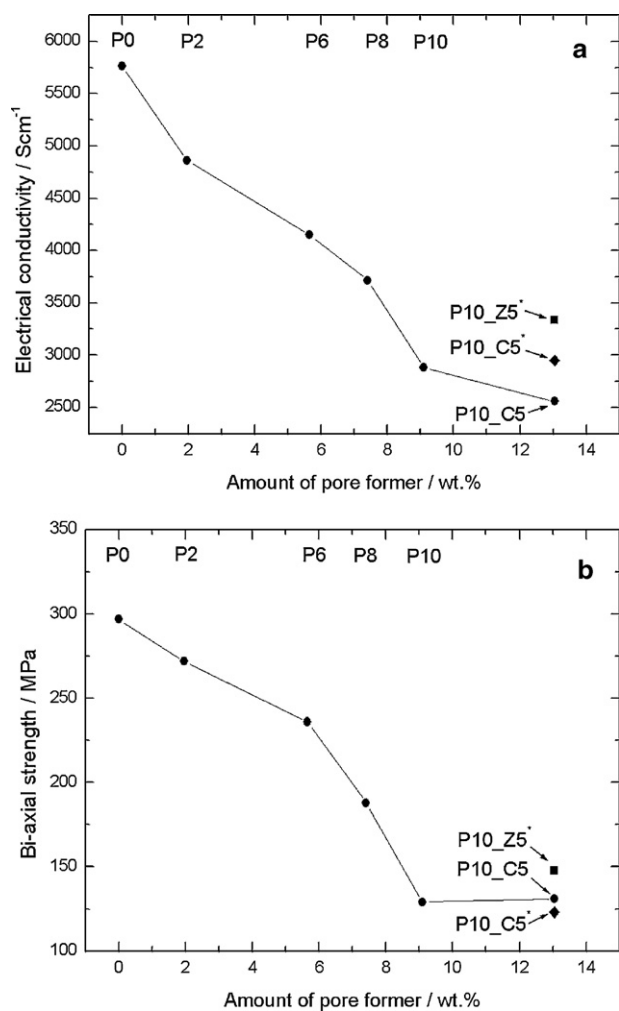 P0 P2 P6 P8 P10 a
6000
5500
5000
4500
4000
3500
3000
2500
Electrical conductivity / Scm⁻¹
P10_Z5*
P10_C5*
P10_C5
0 2 4 6 8 10 12 14
Amount of pore former / wt.%
350
P0 P2 P6 P8 P10 b
300
250
200
150
100
Bi-axial strength / MPa
P10_Z5*
P10_C5
P10_C5*
0 2 4 6 8 10 12 14
Amount of pore former / wt.%